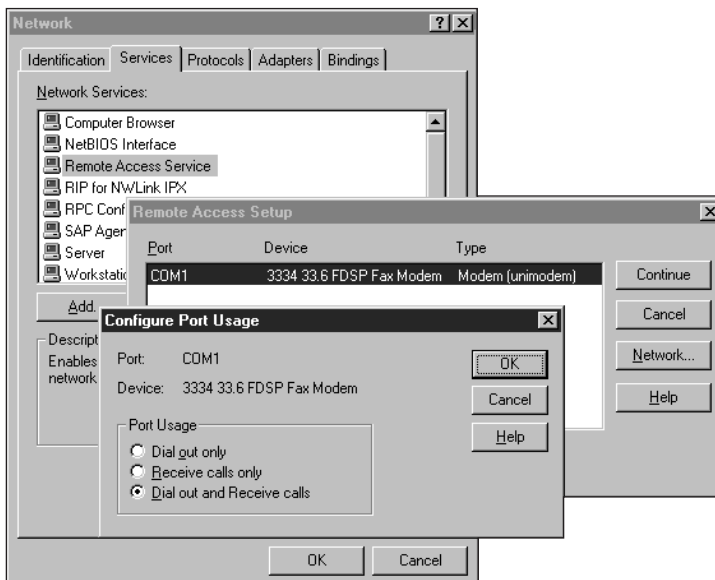 Network
Identification Services Protocols Adapters Bindings
Network Services:
Computer Browser
NetBIOS Interface
Remote Access Service
RIP for NWLink IPX
RPC Conf
SAP Agen
Server
Workstatic
Add.
Descript
Enables
network
Remote Access Setup
Port Device Type
COM1 3334 33.6 FDSP Fax Modem Modem (unimodem)
Continue
Cancel
Network...
Help
Configure Port Usage
Port: COM1
Device: 3334 33.6 FDSP Fax Modem
Port Usage
Dial out only
Receive calls only
Dial out and Receive calls
OK
Cancel
Help
OK Cancel